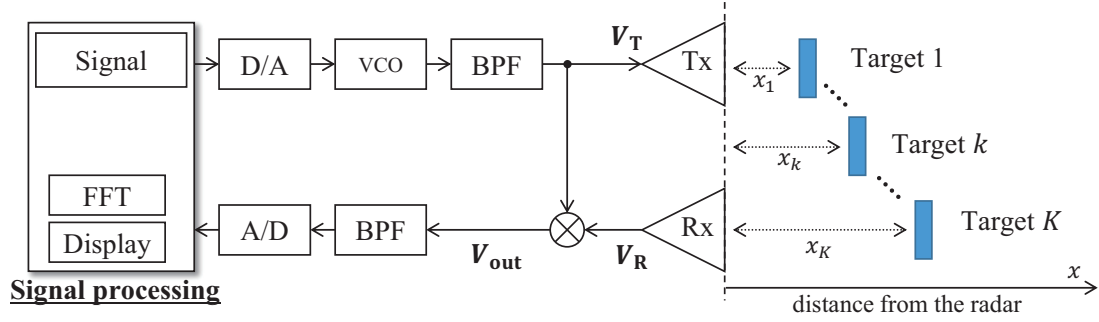 Signal
D/A
VCO
BPF
V_T
Tx
x_1
Target 1
x_k
Target k
FFT
Display
A/D
BPF
V_out
V_R
Rx
x_K
Target K
Signal processing
x
distance from the radar